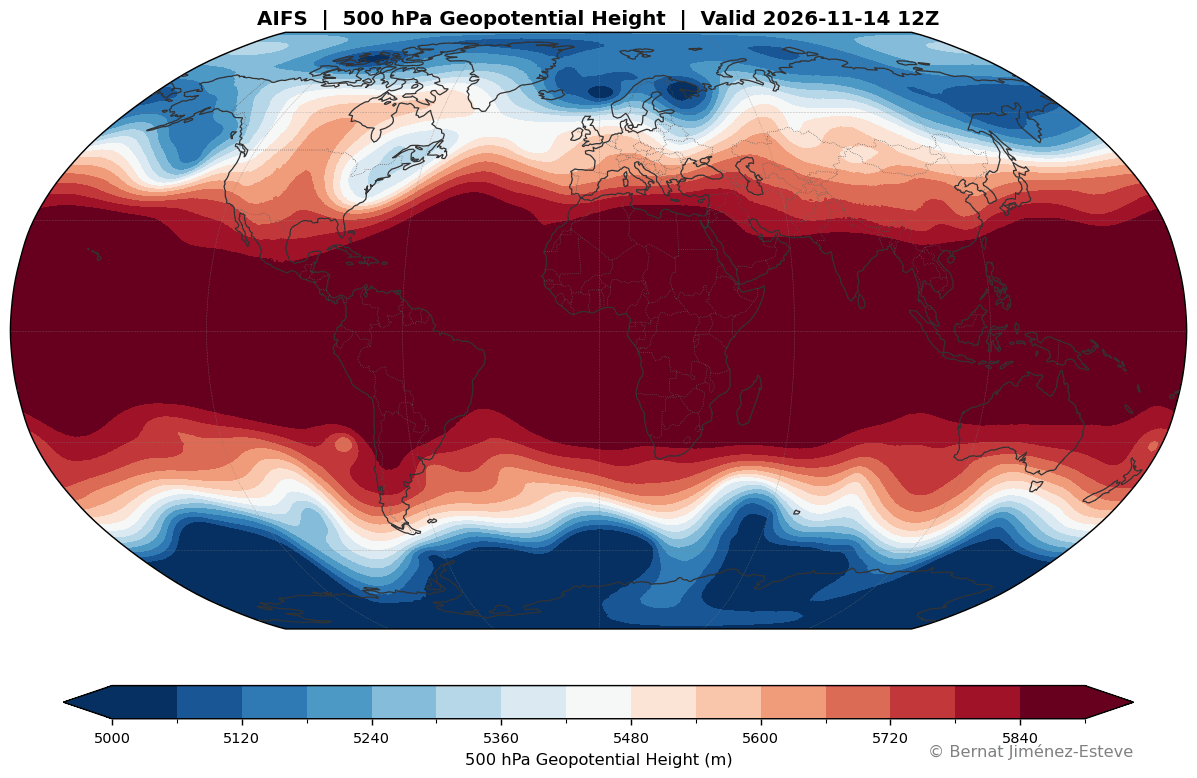 AIFS | 500 hPa Geopotential Height | Valid 2026-11-14 12Z
5000 5120 5240 5360 5480 5600 5720 5840
500 hPa Geopotential Height (m)
© Bernat Jiménez-Esteve